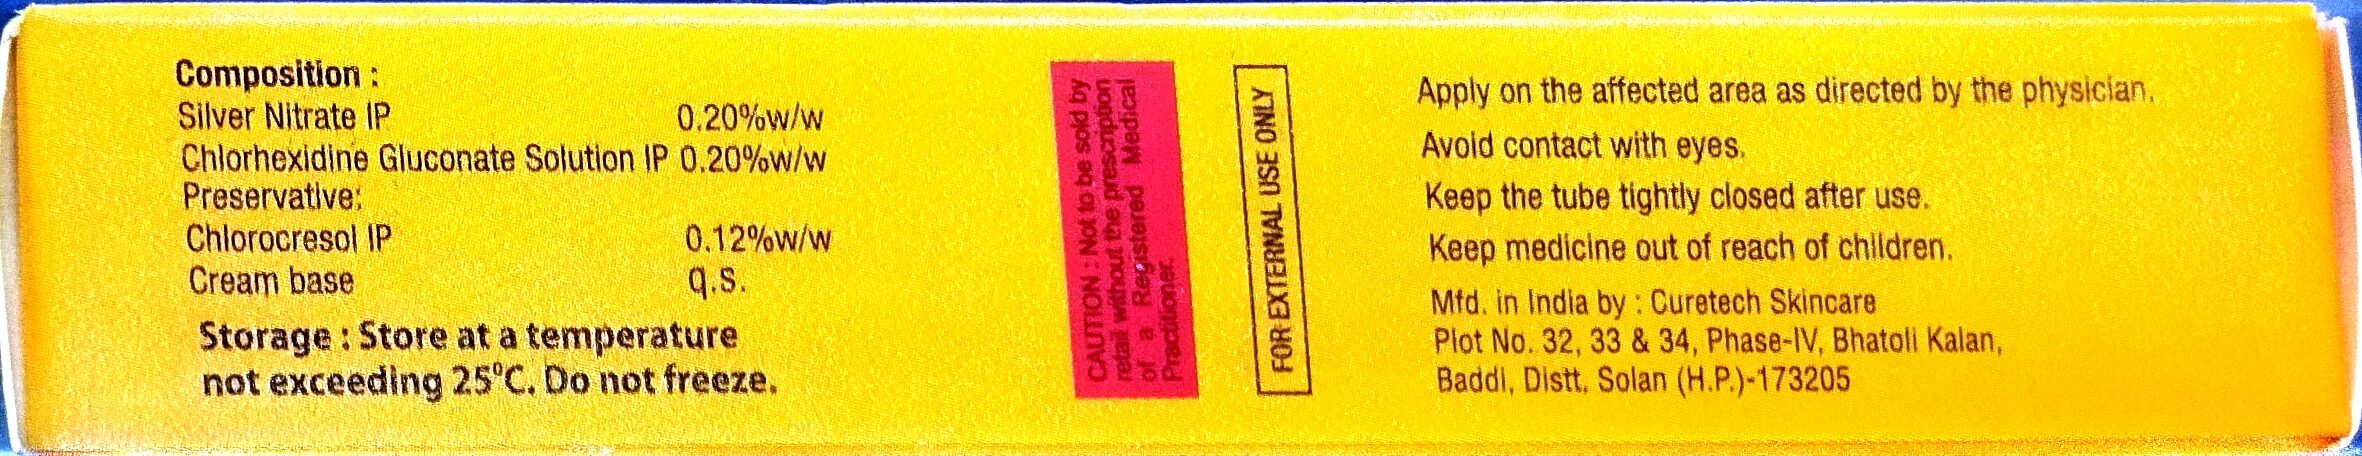 Composition :
Silver Nitrate IP 0.20%w/w
Chlorhexidine Gluconate Solution IP 0.20%w/w
Preservative:
Chlorocresol IP 0.12%w/w
Cream base q.s.
Storage : Store at a temperature
not exceeding 25°C. Do not freeze.
CAUTION : Not to be sold by
retail without the prescription
of a Registered Medical
Practitioner.
FOR EXTERNAL USE ONLY
Apply on the affected area as directed by the physician.
Avoid contact with eyes.
Keep the tube tightly closed after use.
Keep medicine out of reach of children.
Mfd. in India by : Curetech Skincare
Plot No. 32, 33 & 34, Phase-IV, Bhatoli Kalan,
Baddi, Distt. Solan (H.P.)-173205